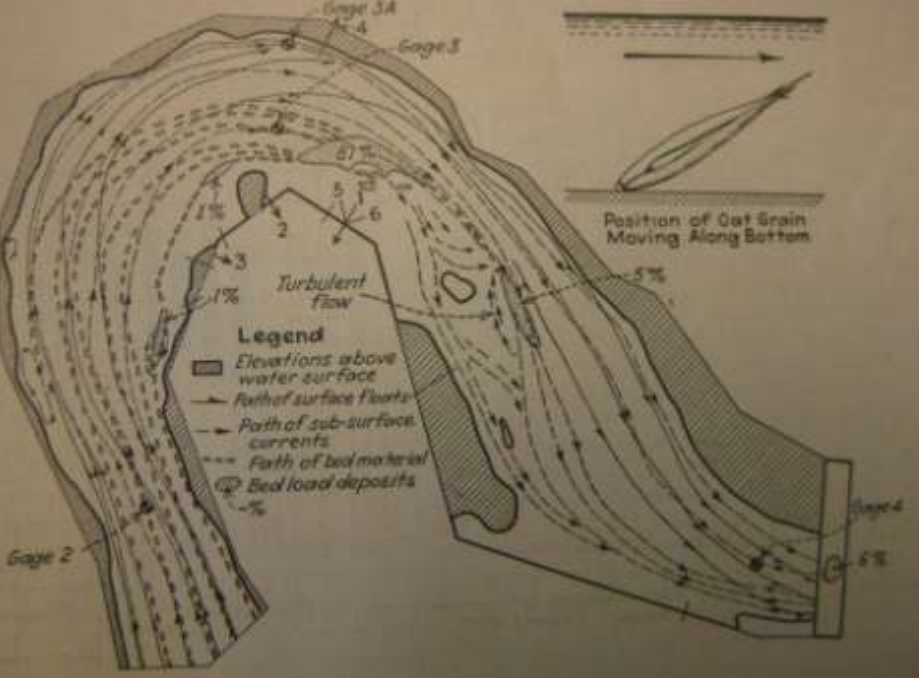 Gage 3A
4
Gage 3
Position of Oat Grain
Moving Along Bottom
87%
1%
5
6
2
3
1%
5%
Turbulent
flow
Legend
Elevations above
water surface
Path of surface floats
Path of sub-surface
currents
Path of bed material
Bed load deposits
-%
Gage 2
Gage 4
6%